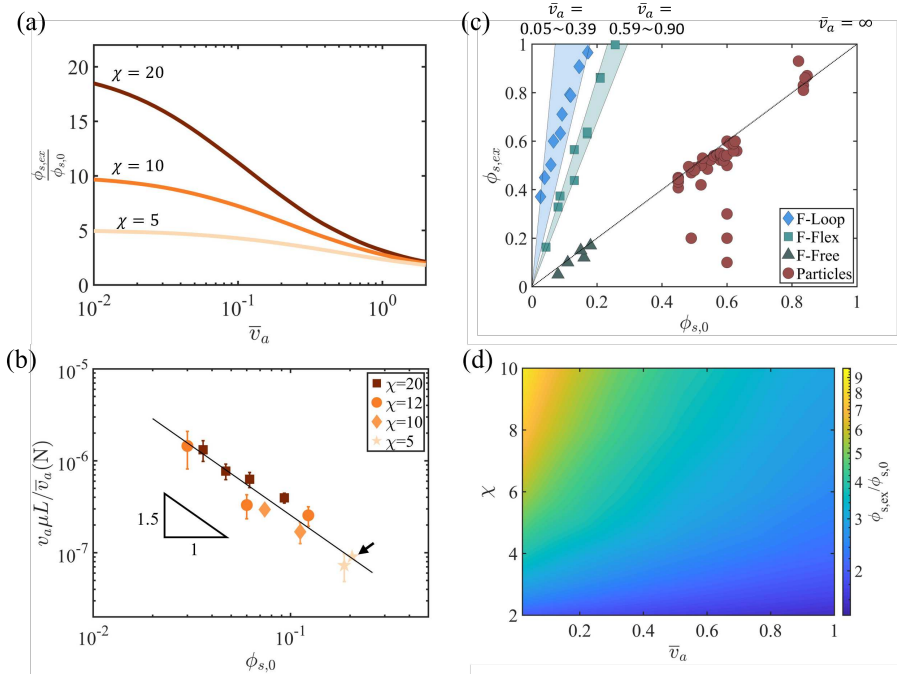 (a)
20
15
10
5
0
ϕs,ex/ϕs,0
χ = 20
χ = 10
χ = 5
10⁻² 10⁻¹ 10⁰
v̄a
(b)
10⁻⁵
10⁻⁶
10⁻⁷
vaμL/v̄a(N)
χ=20
χ=12
χ=10
χ=5
1.5
1
10⁻² 10⁻¹
ϕs,0
(c)
v̄a =
0.05~0.39
v̄a =
0.59~0.90
v̄a = ∞
1
0.8
0.6
0.4
0.2
0
ϕs,ex
F-Loop
F-Flex
F-Free
Particles
0 0.2 0.4 0.6 0.8 1
ϕs,0
(d)
10
8
6
4
2
χ
0.2 0.4 0.6 0.8 1
v̄a
9
8
7
6
5
4
3
2
ϕs,ex/ϕs,0